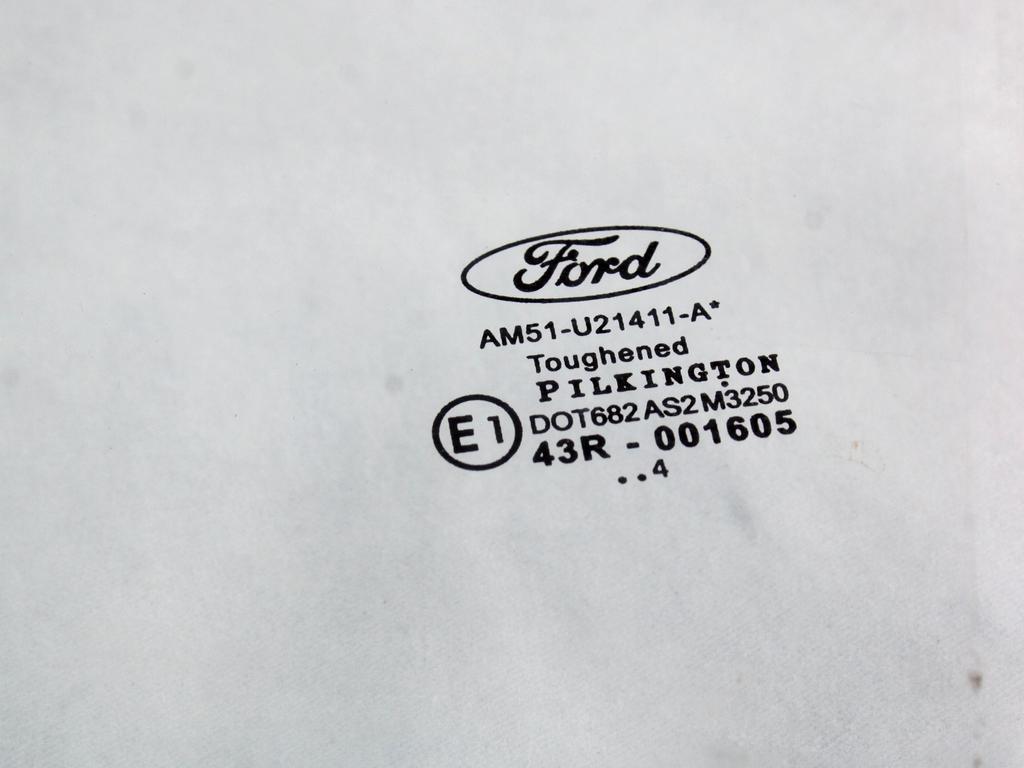 Ford
AM51-U21411-A*
Toughened
PILKINGTON
E1
DOT682 AS2 M3250
43R - 001605
..4